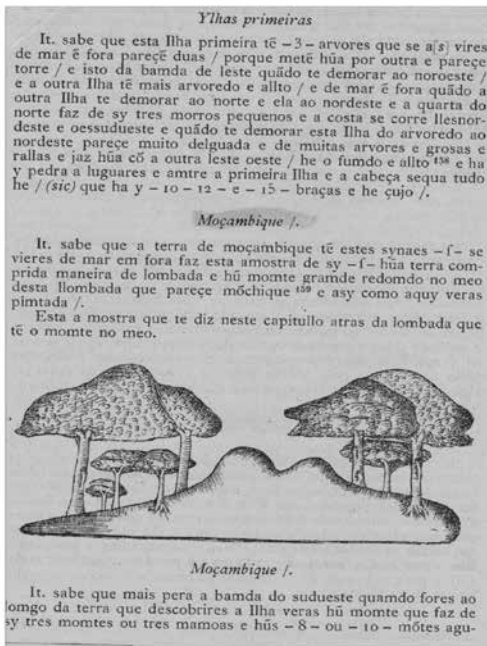 Ylhas primeiras
It. sabe que esta Ilha primeira tẽ – 3 – arvores que se a[s] vires
de mar ẽ fora pareçẽ duas / porque metẽ hũa por outra e pareçe
torre / e isto da bamda de leste quãdo te demorar ao noroeste /
e a outra Ilha tẽ mais arvoredo e allto / e de mar ẽ fora quãdo a
outra Ilha te demorar ao norte e ela ao nordeste e a quarta do
norte faz de sy tres morros pequenos e a costa se corre llesnor-
deste e oessudueste e quãdo te demorar esta Ilha do arvoredo ao
nordeste pareçe muito delguada e de muitas arvores e grosas e
rallas e jaz hũa cõ a outra leste oeste / he o fumdo e allto 158 e ha
y pedra a luguares e amtre a primeira Ilha e a cabeça sequa tudo
he / (sic) que ha y – 10 – 12 – e – 15 – braças e he çujo /.
Moçambique /.
It. sabe que a terra de moçambique tẽ estes synaes – ſ – se
vieres de mar em fora faz esta amostra de sy – ſ – hũa terra com-
prida maneira de lombada e hũ momte gramde redomdo no meo
desta llombada que pareçe mõchique 159 e asy como aquy veras
pimtada /.
Esta a mostra que te diz neste capitullo atras da lombada que
tẽ o momte no meo.
Moçambique /.
It. sabe que mais pera a bamda do sudueste quamdo fores ao
lomgo da terra que descobrires a Ilha veras hũ momte que faz de
sy tres momtes ou tres mamoas e hũs – 8 – ou – 10 – mõtes agu-